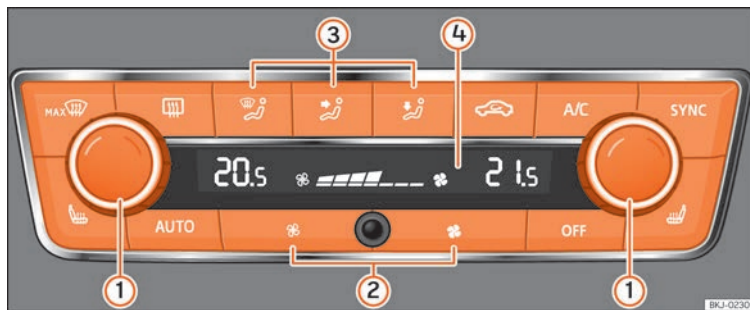 3 4
MAX A/C SYNC
20.5 21.5
AUTO OFF
1 2 1
BKJ-0230